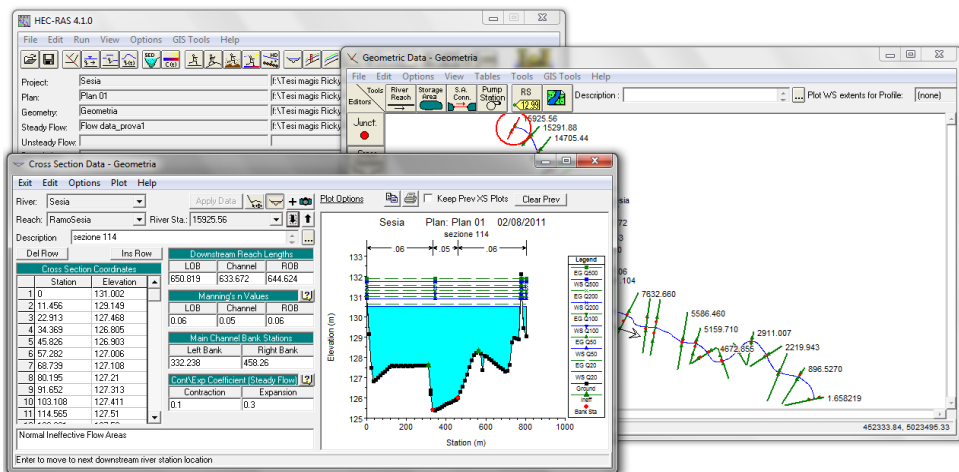 HEC-RAS 4.1.0
File Edit Run View Options GIS Tools Help
Project: Sesia f:\Tesi magis Ricky
Plan: Plan 01 f:\Tesi magis Ricky
Geometry: Geometria f:\Tesi magis Ricky
Steady Flow: Flow data_prova1 f:\Tesi magis Ricky
Unsteady Flow:
Geometric Data - Geometria
File Edit Options View Tables Tools GIS Tools Help
Tools
Editors
River Reach
Storage Area
S.A. Conn.
Pump Station
RS
Description :
...
Plot WS extents for Profile:
(none)
Junct.
15925.56
15291.88
14705.44
7632.660
5586.460
5159.710
4672.855
2911.007
2219.943
896.5270
1.658219
452333.84, 5023495.33
Cross Section Data - Geometria
Exit Edit Options Plot Help
River: Sesia
Apply Data
Reach: RamoSesia River Sta.: 15925.56
Description sezione 114 ...
Del Row Ins Row
Cross Section Coordinates
Station Elevation
1 0 131.002
2 11.456 129.149
3 22.913 127.468
4 34.369 126.805
5 45.826 126.903
6 57.282 127.006
7 68.739 127.108
8 80.195 127.21
9 91.652 127.313
10 103.108 127.411
11 114.565 127.51
Downstream Reach Lengths
LOB Channel ROB
650.819 633.672 644.624
Manning's n Values
LOB Channel ROB
0.06 0.05 0.06
Main Channel Bank Stations
Left Bank Right Bank
332.238 458.26
Cont\Exp Coefficient (Steady Flow)
Contraction Expansion
0.1 0.3
Normal Ineffective Flow Areas
Enter to move to next downstream river station location
Plot Options Keep Prev XS Plots Clear Prev
Sesia Plan: Plan 01 02/08/2011
sezione 114
.06 .05 .06
133
132
131
130
129
128
127
126
125
Elevation (m)
0 200 400 600 800 1000
Station (m)
Legend
EG Q500
WS Q500
EG Q200
WS Q200
EG Q100
WS Q100
EG Q50
WS Q50
EG Q20
WS Q20
Ground
Ineff
Bank Sta